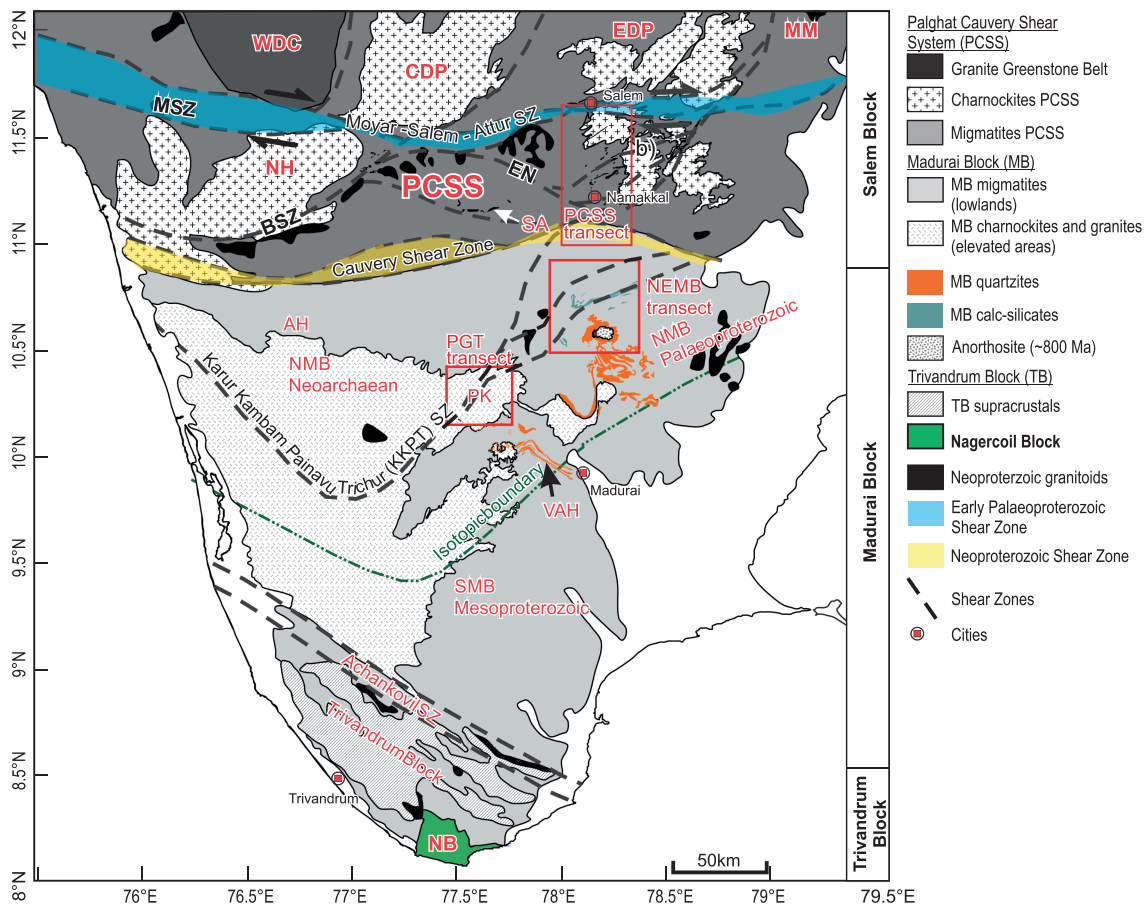 12°N
11.5°N
11°N
10.5°N
10°N
9.5°N
9°N
8.5°N
8°N
76°E
76.5°E
77°E
77.5°E
78°E
78.5°E
79°E
79.5°E
WDC
CDP
EDP
MM
MSZ
Moyar -Salem - Attur SZ
Salem
NH
b)
EN
PCSS
Namakkal
BSZ
SA
PCSS
transect
Cauvery Shear Zone
NEMB
transect
AH
NMB
Neoarchaean
PGT
transect
NMB
Palaeoproterozoic
PK
Karur Kambam Painavu Trichur (KKPT) SZ
Isotopicboundary
Madurai
VAH
SMB
Mesoproterozoic
AchankovilSZ
TrivandrumBlock
Trivandrum
NB
50km
Salem Block
Madurai Block
Trivandrum
Block
Palghat Cauvery Shear
System (PCSS)
Granite Greenstone Belt
Charnockites PCSS
Migmatites PCSS
Madurai Block (MB)
MB migmatites
(lowlands)
MB charnockites and granites
(elevated areas)
MB quartzites
MB calc-silicates
Anorthosite (~800 Ma)
Trivandrum Block (TB)
TB supracrustals
Nagercoil Block
Neoproterzoic granitoids
Early Palaeoproterozoic
Shear Zone
Neoproterozoic Shear Zone
Shear Zones
Cities